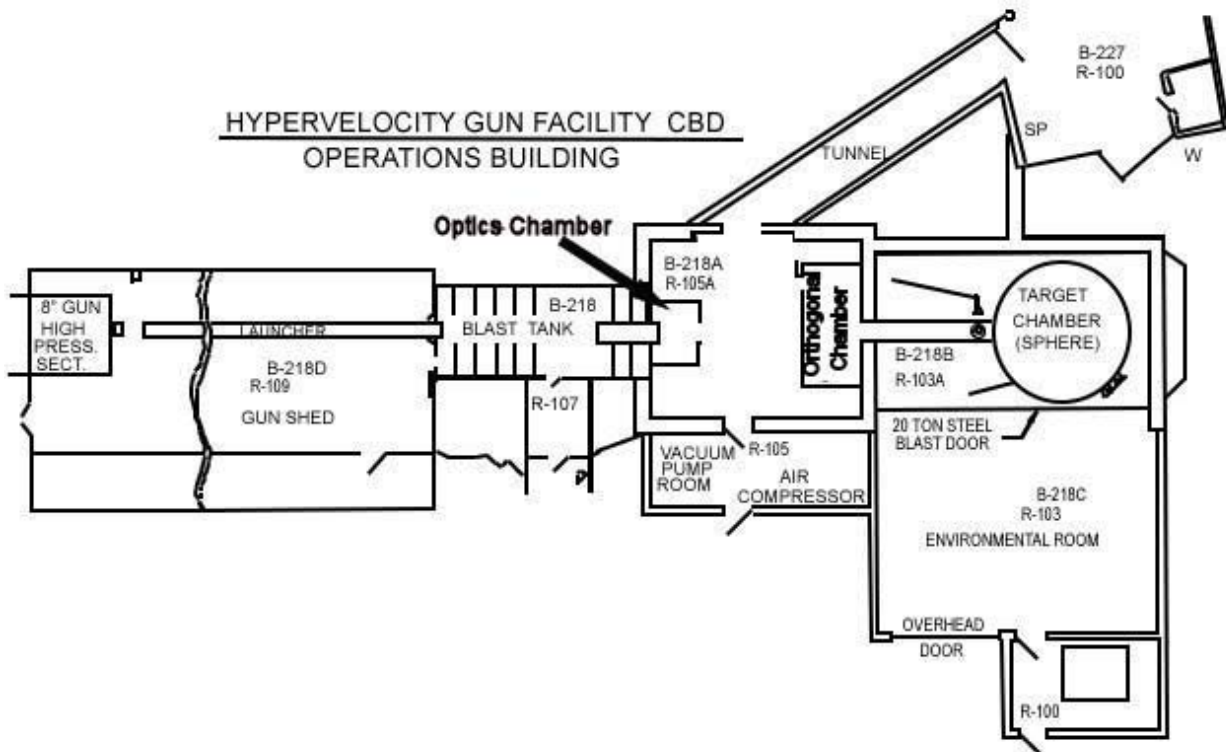 HYPERVELOCITY GUN FACILITY CBD
OPERATIONS BUILDING
B-227
R-100
SP
W
TUNNEL
Optics Chamber
B-218A
R-105A
8" GUN
HIGH
PRESS.
SECT.
LAUNCHER
B-218D
R-109
GUN SHED
B-218
BLAST TANK
R-107
Orthogonal
Chamber
TARGET
CHAMBER
(SPHERE)
B-218B
R-103A
20 TON STEEL
BLAST DOOR
R-105
VACUUM
PUMP
ROOM
AIR
COMPRESSOR
B-218C
R-103
ENVIRONMENTAL ROOM
OVERHEAD
DOOR
R-100